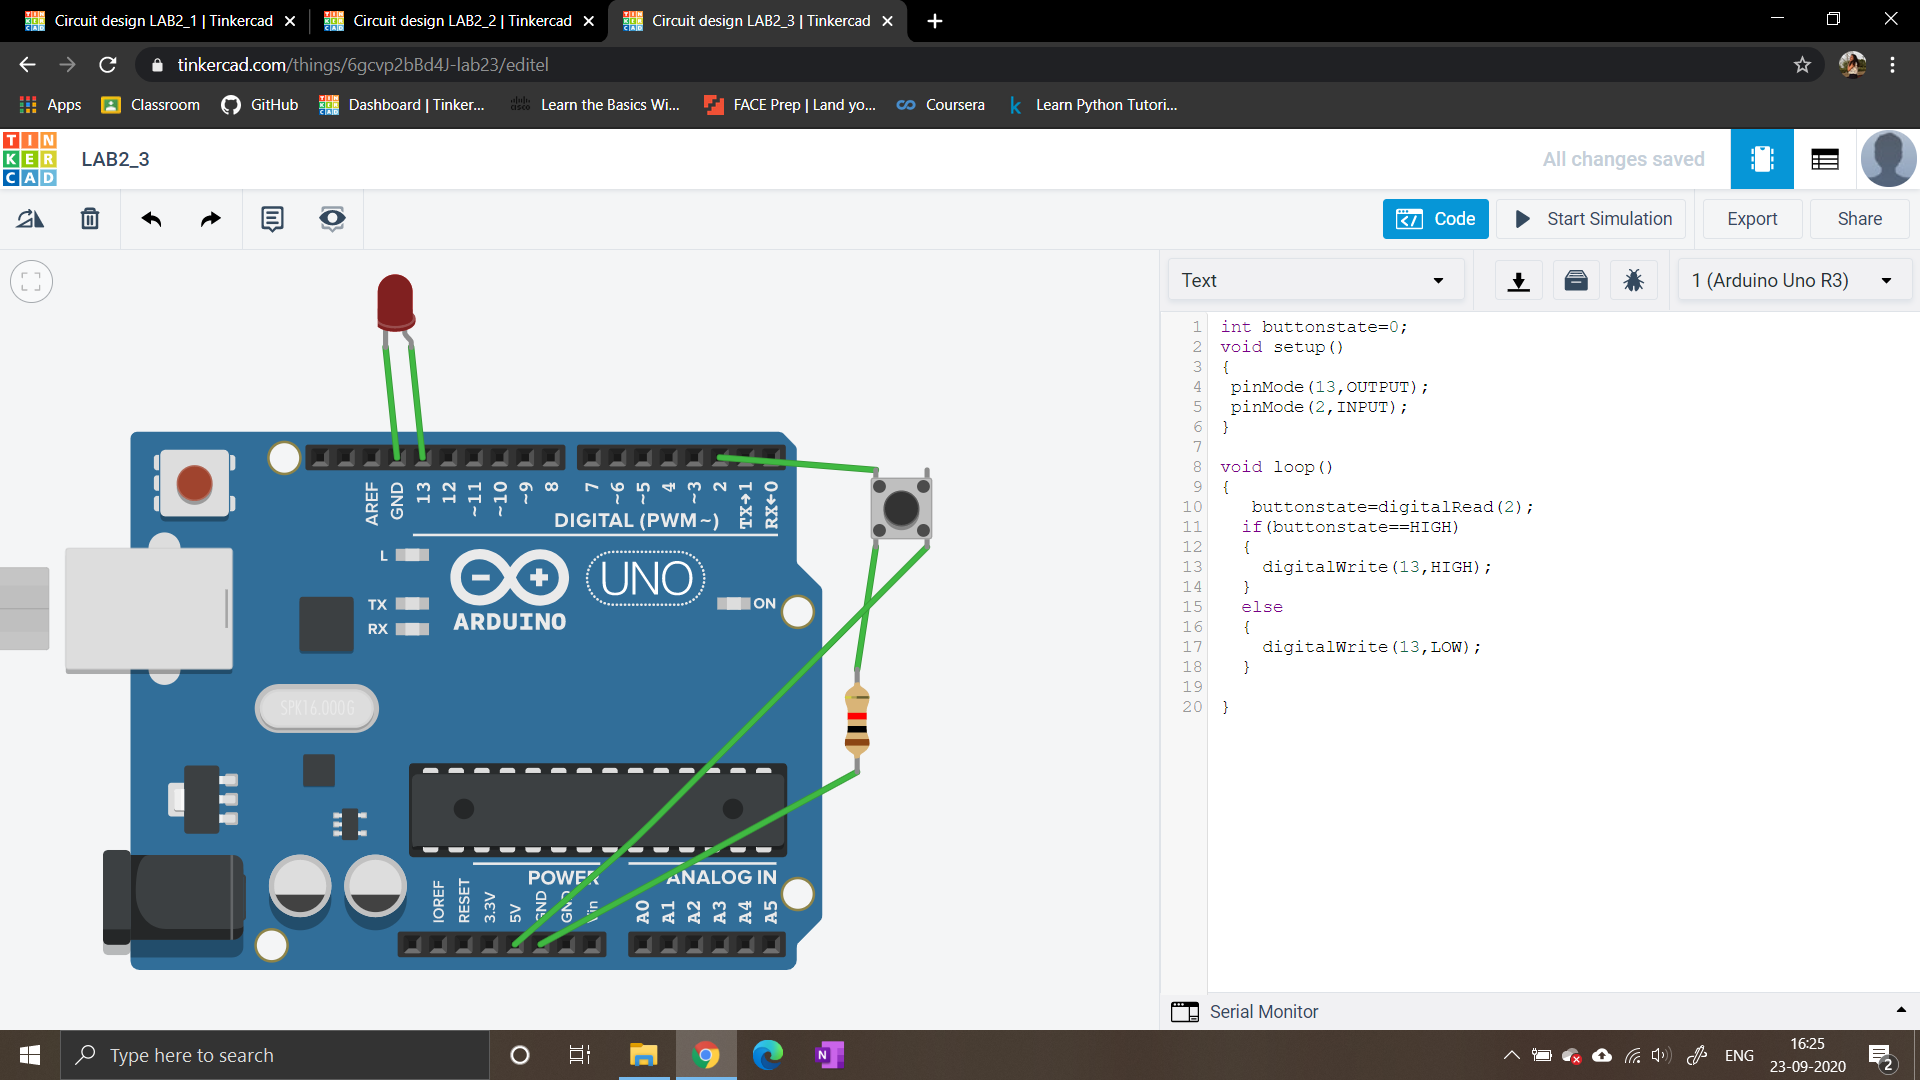 Circuit design LAB2_1 | Tinkercad
Circuit design LAB2_2 | Tinkercad
Circuit design LAB2_3 | Tinkercad
tinkercad.com/things/6gcvp2bBd4J-lab23/editel
Apps
Classroom
GitHub
Dashboard | Tinker...
Learn the Basics Wi...
FACE Prep | Land yo...
Coursera
Learn Python Tutori...
TIN
KER
CAD
LAB2_3
All changes saved
Code
Start Simulation
Export
Share
Text
1 (Arduino Uno R3)
1 int buttonstate=0;
2 void setup()
3 {
4 pinMode(13,OUTPUT);
5 pinMode(2,INPUT);
6 }
7
8 void loop()
9 {
10 buttonstate=digitalRead(2);
11 if(buttonstate==HIGH)
12 {
13 digitalWrite(13,HIGH);
14 }
15 else
16 {
17 digitalWrite(13,LOW);
18 }
19
20 }
AREF GND 13 12 ~11 ~10 ~9 8 7 ~6 ~5 4 ~3 2 TX→1 RX←0
DIGITAL (PWM~)
L
TX
RX
ARDUINO
UNO
ON
SPK16.000G
POWER
ANALOG IN
IOREF RESET 3.3V 5V GND GND Vin A0 A1 A2 A3 A4 A5
Serial Monitor
Type here to search
ENG
16:25
23-09-2020
2